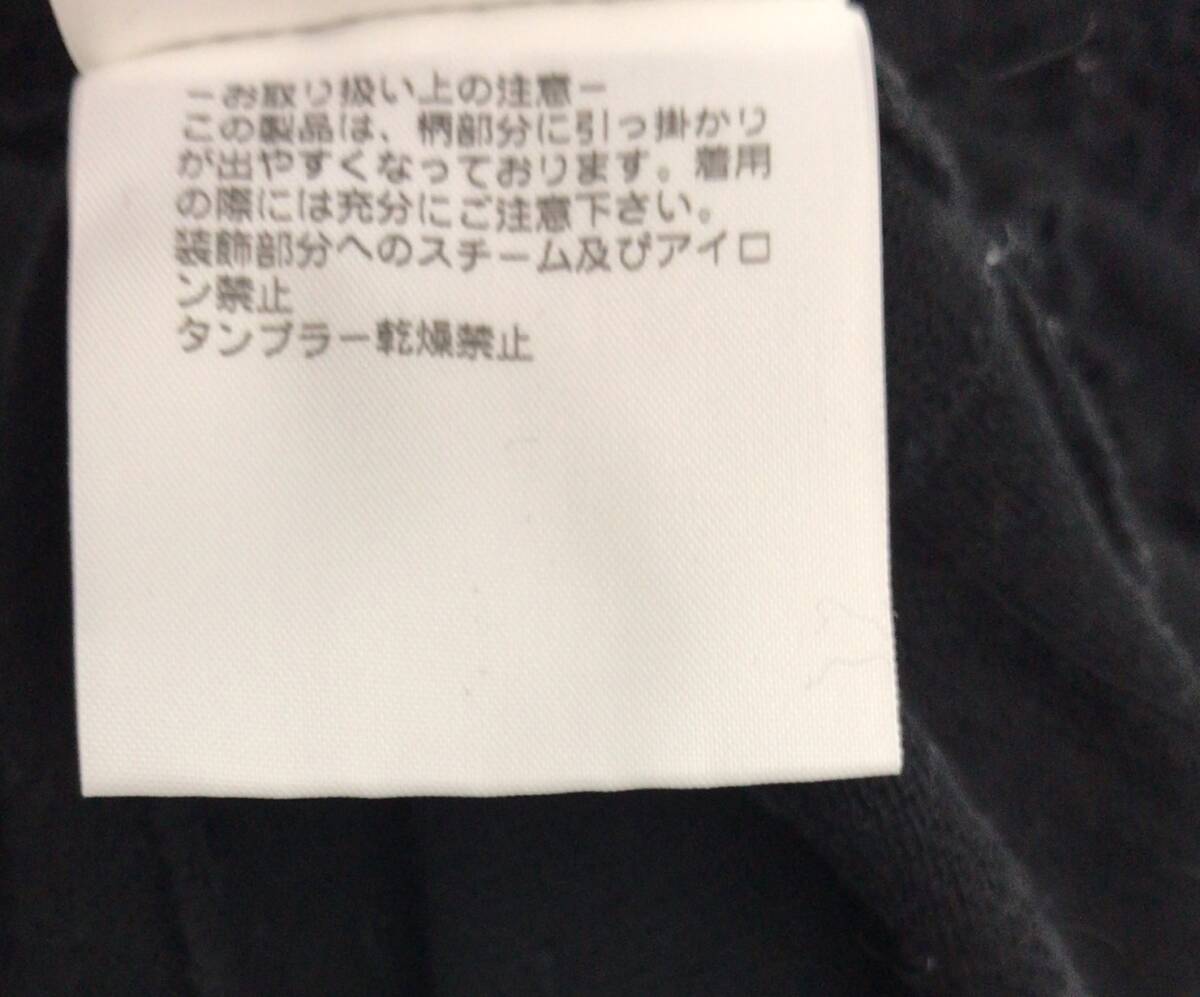 －お取り扱い上の注意－
この製品は、柄部分に引っ掛かり
が出やすくなっております。着用
の際には充分にご注意下さい。
装飾部分へのスチーム及びアイロ
ン禁止
タンブラー乾燥禁止